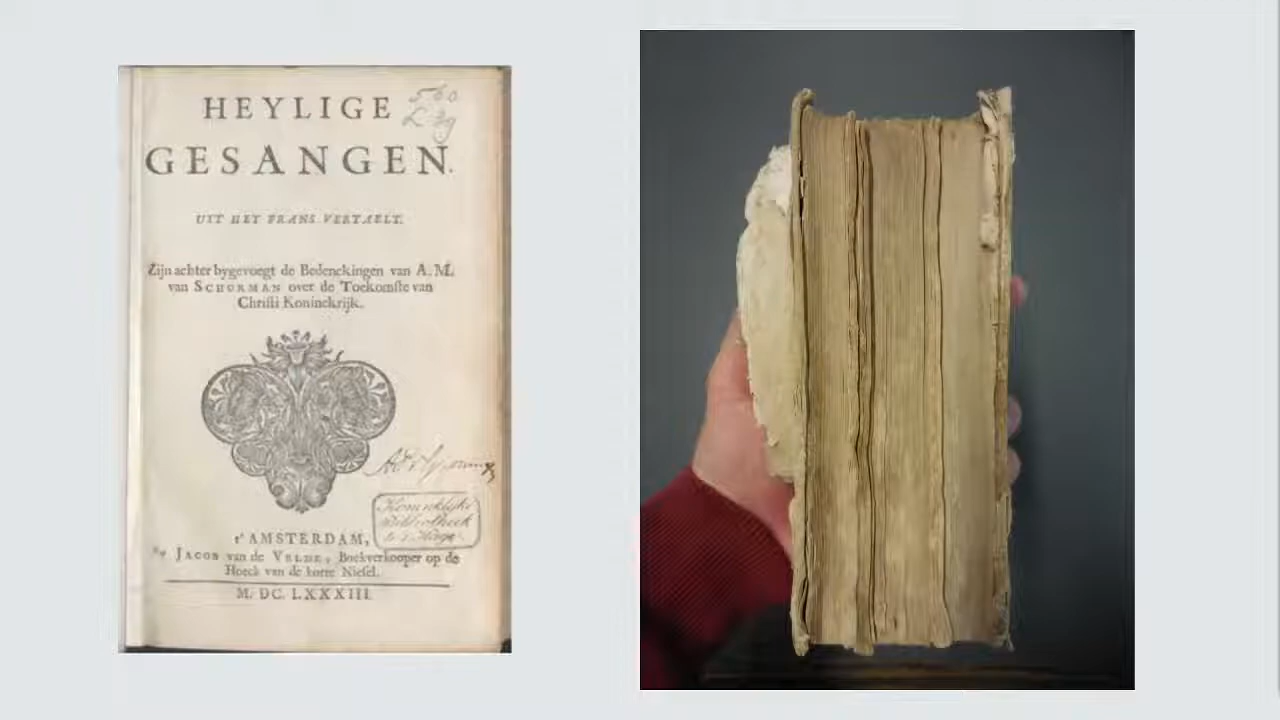 HEYLIGE
GESANGEN.
UIT HET FRANS VERTAELT.
Zijn achter bygevoegt de Bedenckingen van A. M.
van SCHURMAN over de Toekomste van
Christi Koninckrijk.
t' AMSTERDAM,
By JACOB van de VELDE, Boekverkooper op de
Hoeck van de korte Niesel.
M. DC. LXXXIII.
Koninklijke
Bibliotheek